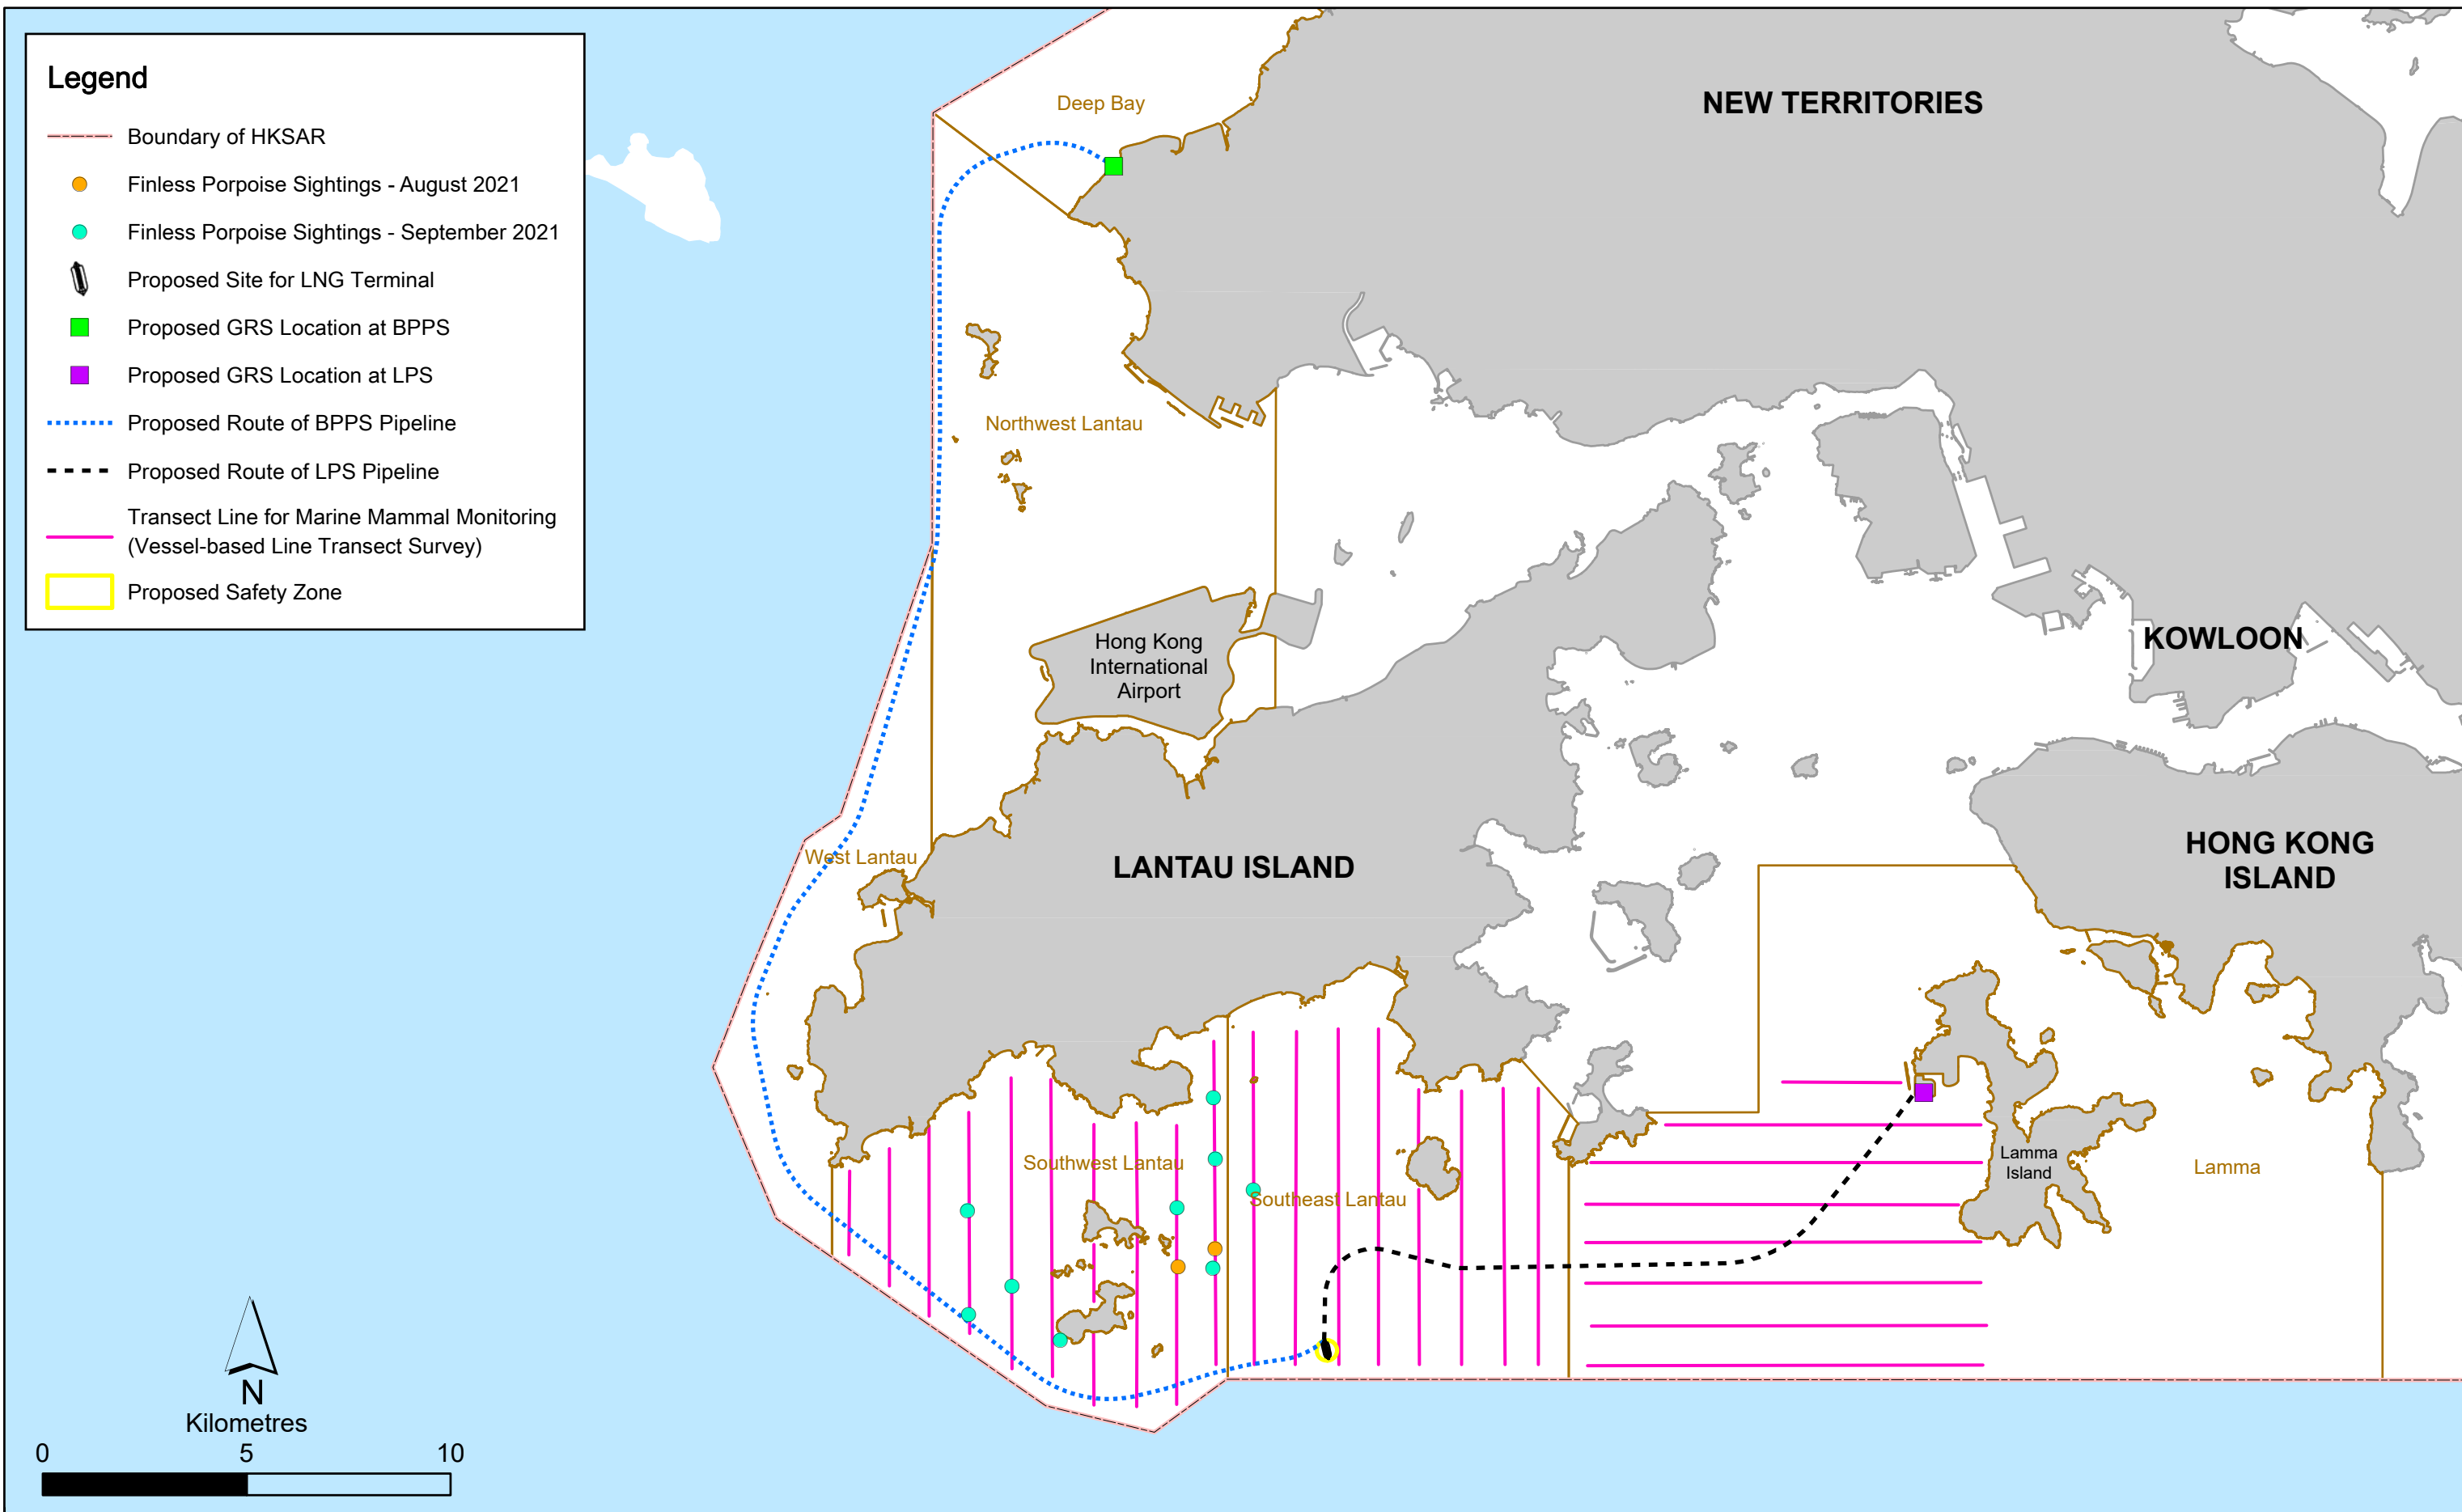 Legend
Boundary of HKSAR
Finless Porpoise Sightings - August 2021
Finless Porpoise Sightings - September 2021
Proposed Site for LNG Terminal
Proposed GRS Location at BPPS
Proposed GRS Location at LPS
Proposed Route of BPPS Pipeline
Proposed Route of LPS Pipeline
Transect Line for Marine Mammal Monitoring
(Vessel-based Line Transect Survey)
Proposed Safety Zone
Deep Bay
NEW TERRITORIES
Northwest Lantau
Hong Kong
International
Airport
KOWLOON
West Lantau
LANTAU ISLAND
HONG KONG
ISLAND
Southwest Lantau
Southeast Lantau
Lamma
Island
Lamma
N
Kilometres
0 5 10